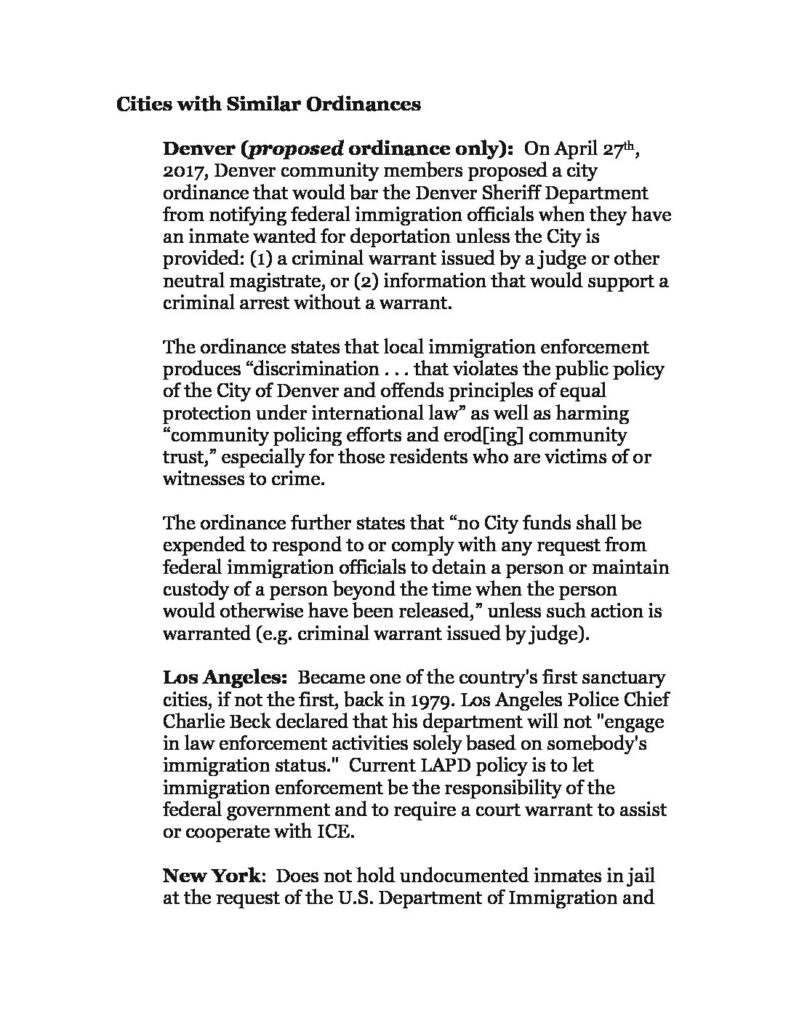 Cities with Similar Ordinances
Denver (proposed ordinance only): On April 27th,
2017, Denver community members proposed a city
ordinance that would bar the Denver Sheriff Department
from notifying federal immigration officials when they have
an inmate wanted for deportation unless the City is
provided: (1) a criminal warrant issued by a judge or other
neutral magistrate, or (2) information that would support a
criminal arrest without a warrant.
The ordinance states that local immigration enforcement
produces “discrimination . . . that violates the public policy
of the City of Denver and offends principles of equal
protection under international law” as well as harming
“community policing efforts and erod[ing] community
trust,” especially for those residents who are victims of or
witnesses to crime.
The ordinance further states that “no City funds shall be
expended to respond to or comply with any request from
federal immigration officials to detain a person or maintain
custody of a person beyond the time when the person
would otherwise have been released,” unless such action is
warranted (e.g. criminal warrant issued by judge).
Los Angeles: Became one of the country's first sanctuary
cities, if not the first, back in 1979. Los Angeles Police Chief
Charlie Beck declared that his department will not "engage
in law enforcement activities solely based on somebody's
immigration status." Current LAPD policy is to let
immigration enforcement be the responsibility of the
federal government and to require a court warrant to assist
or cooperate with ICE.
New York: Does not hold undocumented inmates in jail
at the request of the U.S. Department of Immigration and